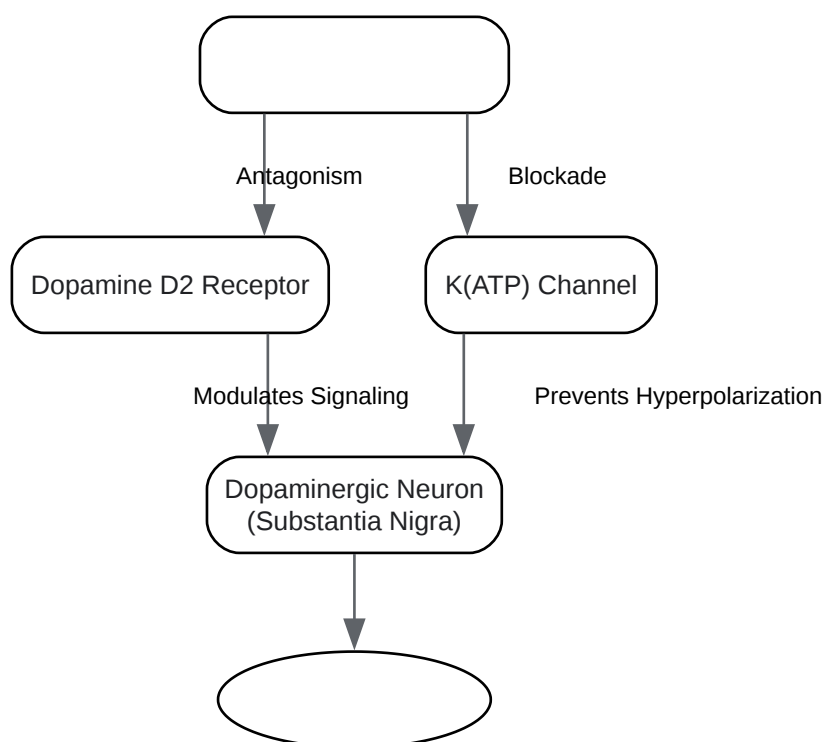 Antagonism
Blockade
Dopamine D2 Receptor
K(ATP) Channel
Modulates Signaling
Prevents Hyperpolarization
Dopaminergic Neuron
(Substantia Nigra)